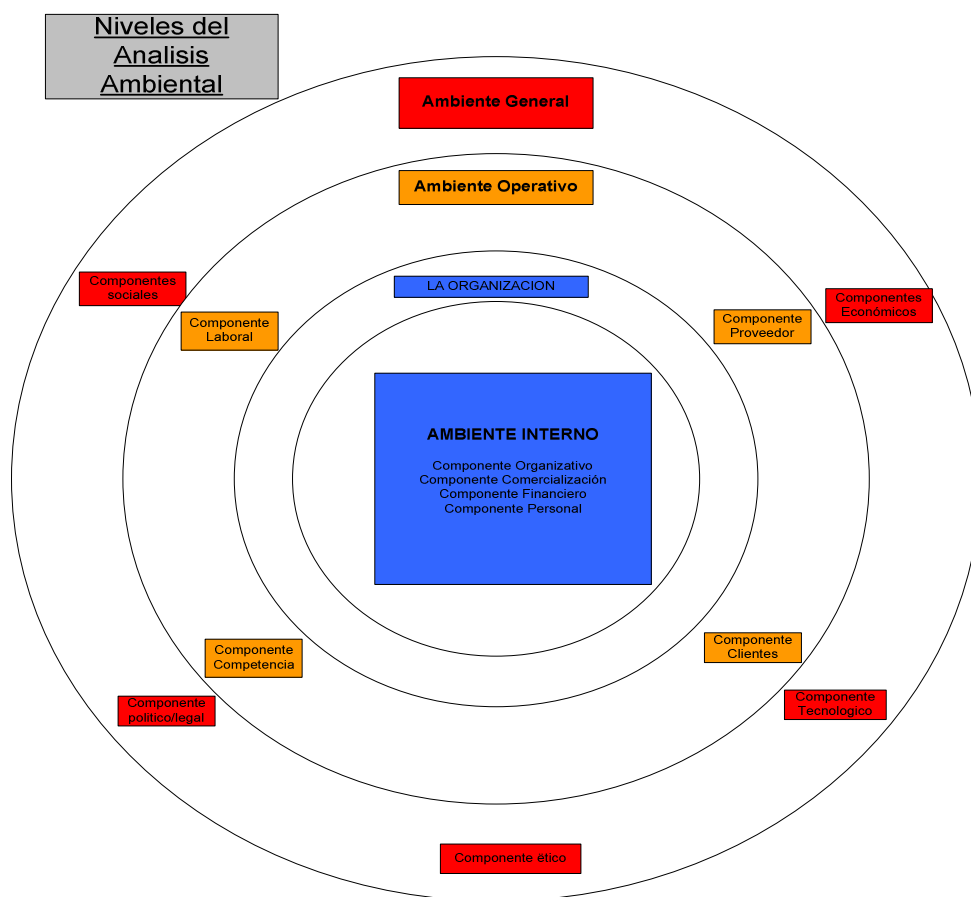 Niveles del
Analisis
Ambiental
Ambiente General
Ambiente Operativo
Componentes
sociales
LA ORGANIZACION
Componentes
Económicos
Componente
Laboral
Componente
Proveedor
AMBIENTE INTERNO
Componente Organizativo
Componente Comercialización
Componente Financiero
Componente Personal
Componente
Competencia
Componente
Clientes
Componente
politico/legal
Componente
Tecnologico
Componente ético